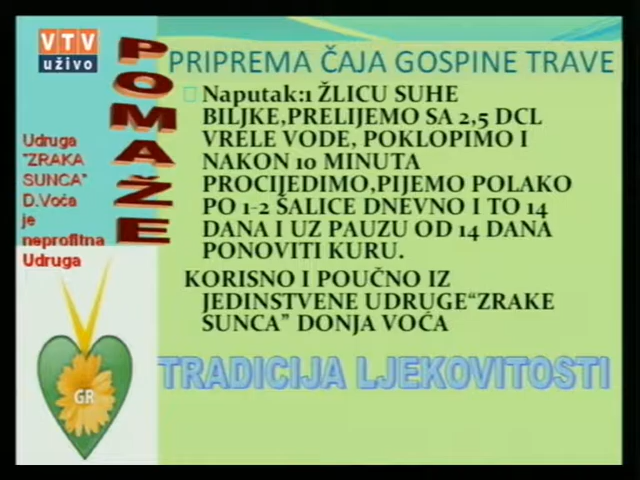 VTV
uživo
POMAŽE
PRIPREMA ČAJA GOSPINE TRAVE
Naputak:1 ŽLICU SUHE
BILJKE,PRELIJEMO SA 2,5 DCL
VRELE VODE, POKLOPIMO I
NAKON 10 MINUTA
PROCIJEDIMO,PIJEMO POLAKO
PO 1-2 ŠALICE DNEVNO I TO 14
DANA I UZ PAUZU OD 14 DANA
PONOVITI KURU.
KORISNO I POUČNO IZ
JEDINSTVENE UDRUGE“ZRAKE
SUNCA” DONJA VOĆA
Udruga
"ZRAKA
SUNCA"
D.Voća
je
neprofitna
Udruga
GR
TRADICIJA LJEKOVITOSTI